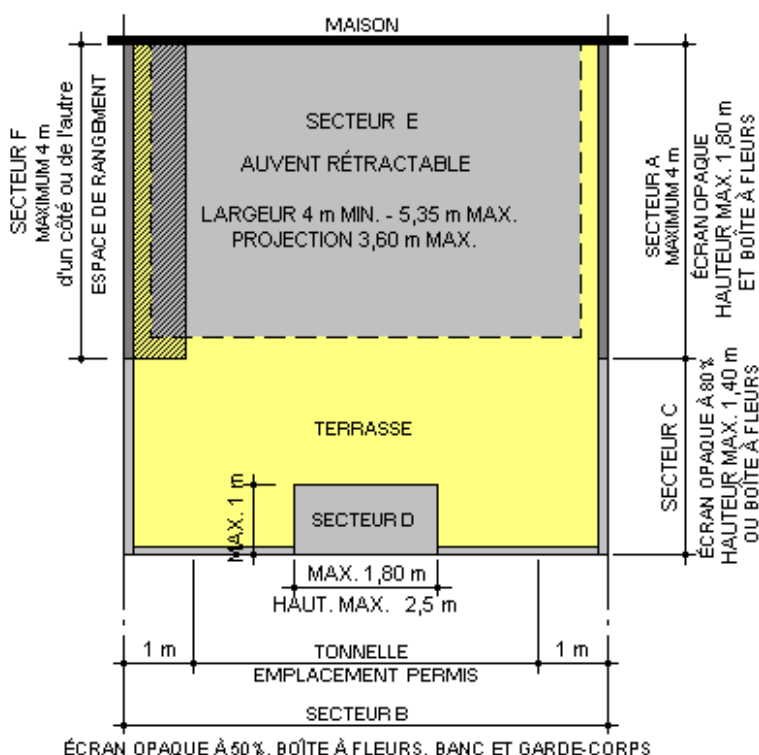 MAISON
SECTEUR F
MAXIMUM 4 m
d'un côté ou de l'autre
ESPACE DE RANGEMENT
SECTEUR E
AUVENT RÉTRACTABLE
LARGEUR 4 m MIN. - 5,35 m MAX.
PROJECTION 3,60 m MAX.
SECTEUR A
MAXIMUM 4 m
ÉCRAN OPAQUE
HAUTEUR MAX. 1,80 m
ET BOÎTE À FLEURS
TERRASSE
SECTEUR C
ÉCRAN OPAQUE À 80%
HAUTEUR MAX. 1,40 m
OU BOÎTE À FLEURS
MAX. 1 m
SECTEUR D
MAX. 1,80 m
HAUT. MAX. 2,5 m
1 m
TONNELLE
1 m
EMPLACEMENT PERMIS
SECTEUR B
ÉCRAN OPAQUE À 50%, BOÎTE À FLEURS, BANC ET GARDE-CORPS